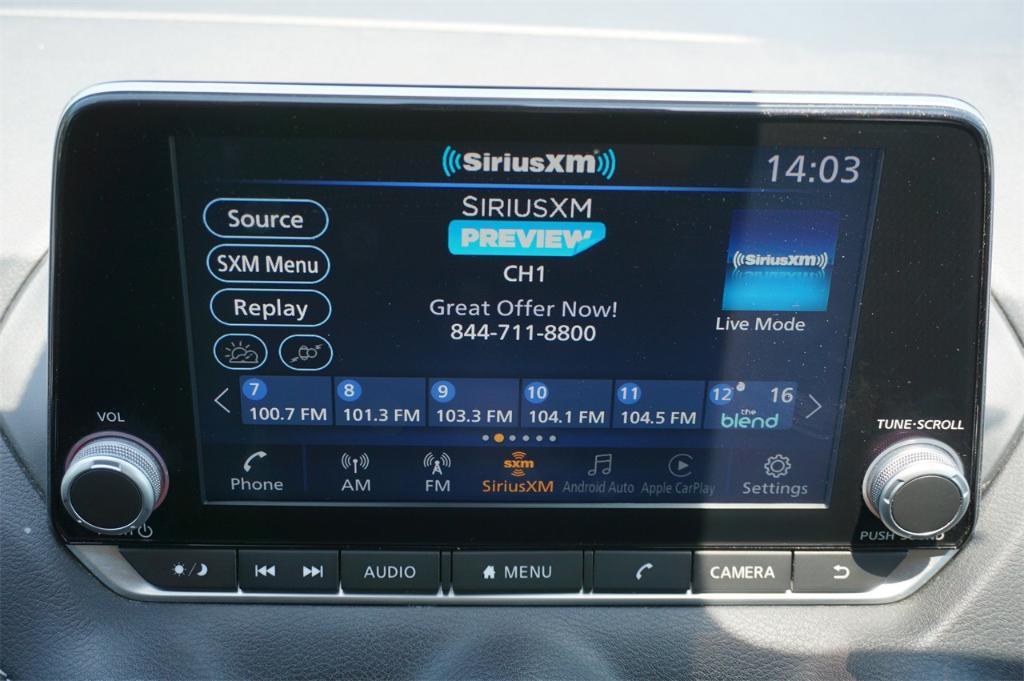 SiriusXM
14:03
Source
SXM Menu
Replay
SIRIUSXM
PREVIEW
CH1
Great Offer Now!
844-711-8800
SiriusXM
Live Mode
7
100.7 FM
8
101.3 FM
9
103.3 FM
10
104.1 FM
11
104.5 FM
12 16
the
blend
Phone
AM
FM
sxm
SiriusXM
Android Auto
Apple CarPlay
Settings
VOL
TUNE·SCROLL
PUSH SOUND
AUDIO
MENU
CAMERA